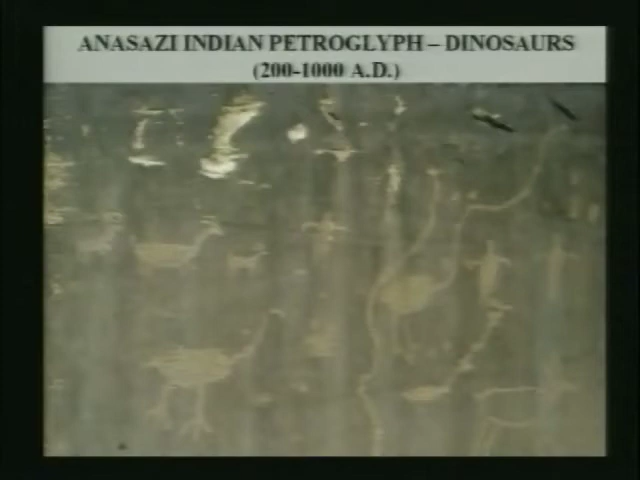 ANASAZI INDIAN PETROGLYPH – DINOSAURS
(200-1000 A.D.)